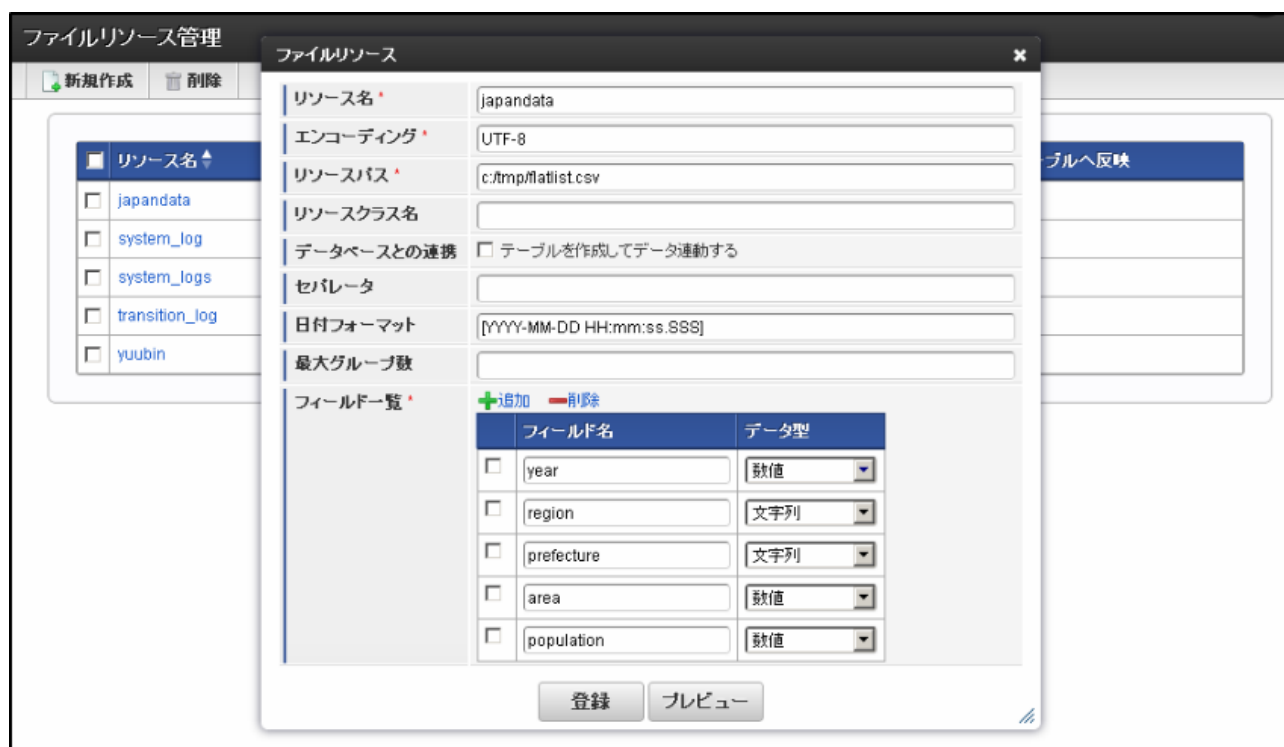 ファイルリソース管理
新規作成 削除
リソース名
japandata
system_log
system_logs
transition_log
yuubin
ーブルへ反映
ファイルリソース
リソース名* japandata
エンコーディング* UTF-8
リソースパス* c:/tmp/flatlist.csv
リソースクラス名
データベースとの連携 テーブルを作成してデータ連動する
セパレータ
日付フォーマット [YYYY-MM-DD HH:mm:ss.SSS]
最大グループ数
フィールド一覧* 追加 削除
フィールド名 データ型
year 数値
region 文字列
prefecture 文字列
area 数値
population 数値
登録 プレビュー